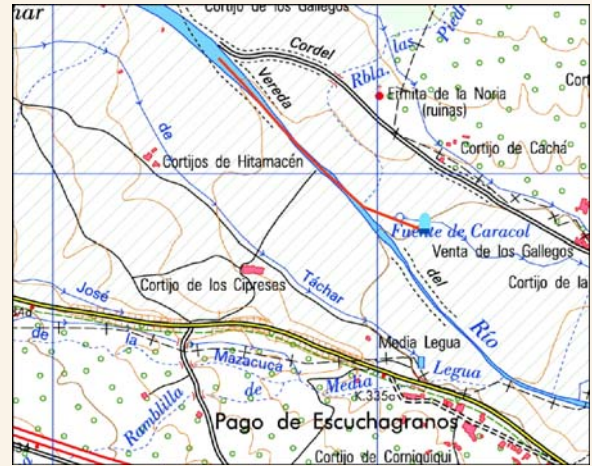 har
Cortijo de los Gallegos
Cordel
Rbla. las Piedr
Vereda
Ermita de la Noria
(ruinas)
Cort
de
Cortijo de Cachá
Cortijos de Hitamacén
Fuente de Caracol
Venta de los Gallegos
del
Cortijo de los Cipreses
Táchar
Cortijo de la
José
de la
Río
Media Legua
Mazacuca
Legua
de
Media
K.335
Ramblilla
Pago de Escuchagranos
Cortijo de Corniquiqui